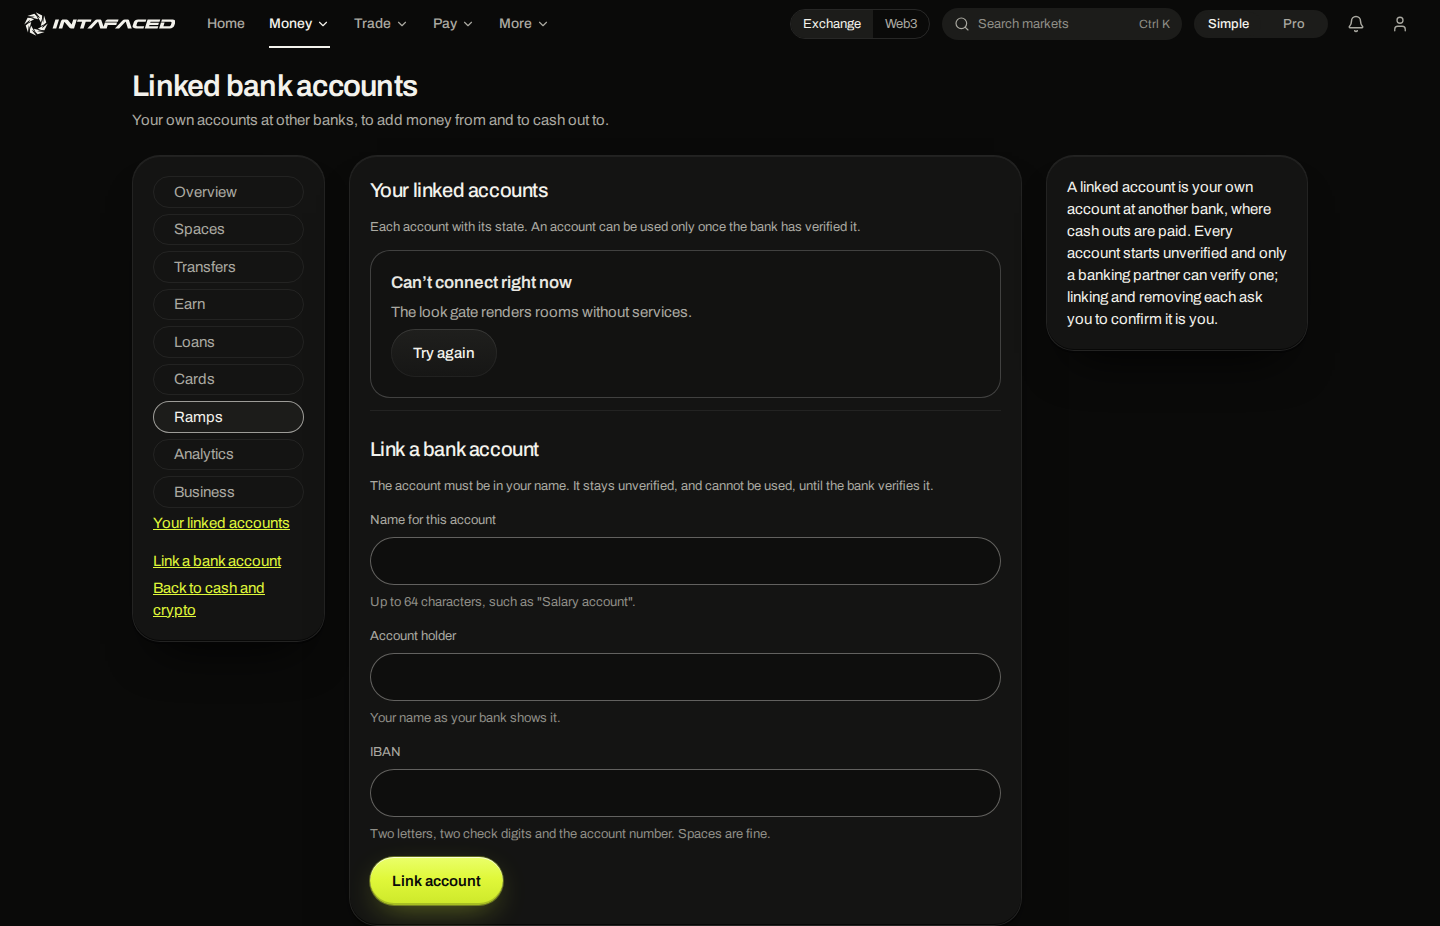 INTAFACED
Home
Money
Trade
Pay
More
Exchange
Web3
Search markets
Ctrl K
Simple
Pro
Linked bank accounts
Your own accounts at other banks, to add money from and to cash out to.
Overview
Spaces
Transfers
Earn
Loans
Cards
Ramps
Analytics
Business
Your linked accounts
Link a bank account
Back to cash and
crypto
Your linked accounts
Each account with its state. An account can be used only once the bank has verified it.
Can’t connect right now
The look gate renders rooms without services.
Try again
Link a bank account
The account must be in your name. It stays unverified, and cannot be used, until the bank verifies it.
Name for this account
Up to 64 characters, such as "Salary account".
Account holder
Your name as your bank shows it.
IBAN
Two letters, two check digits and the account number. Spaces are fine.
Link account
A linked account is your own
account at another bank, where
cash outs are paid. Every
account starts unverified and only
a banking partner can verify one;
linking and removing each ask
you to confirm it is you.